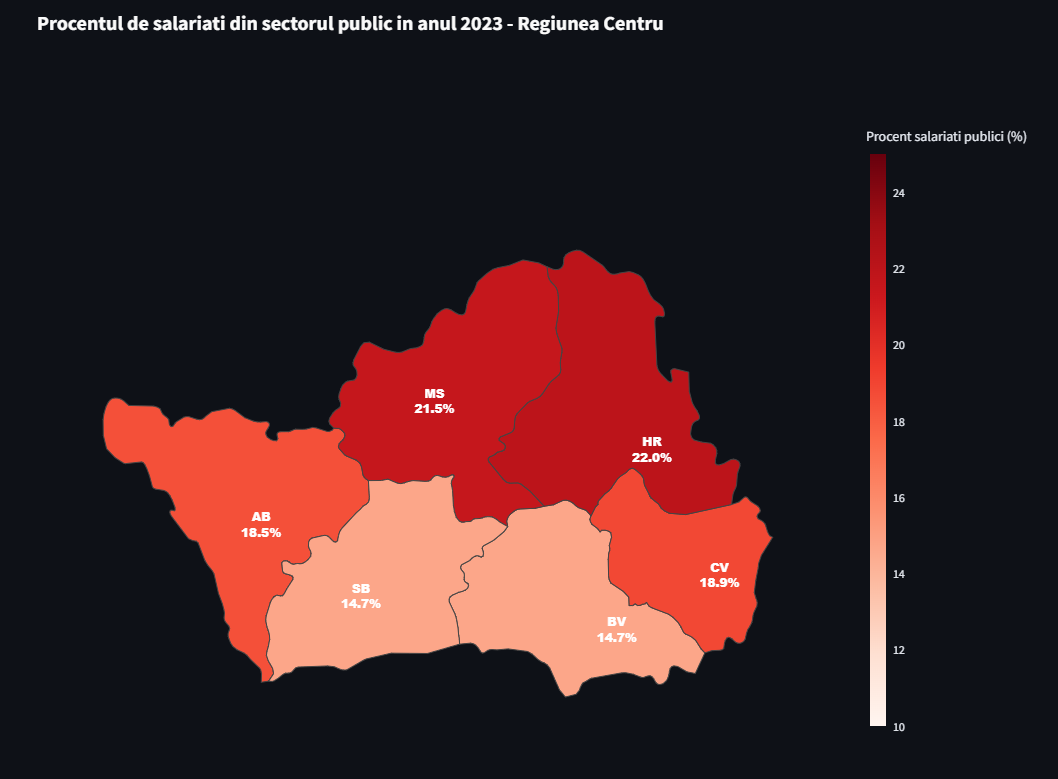 Procentul de salariati din sectorul public in anul 2023 - Regiunea Centru
Procent salariati publici (%)
24
22
20
18
16
14
12
10
MS
21.5%
HR
22.0%
AB
18.5%
CV
18.9%
SB
14.7%
BV
14.7%